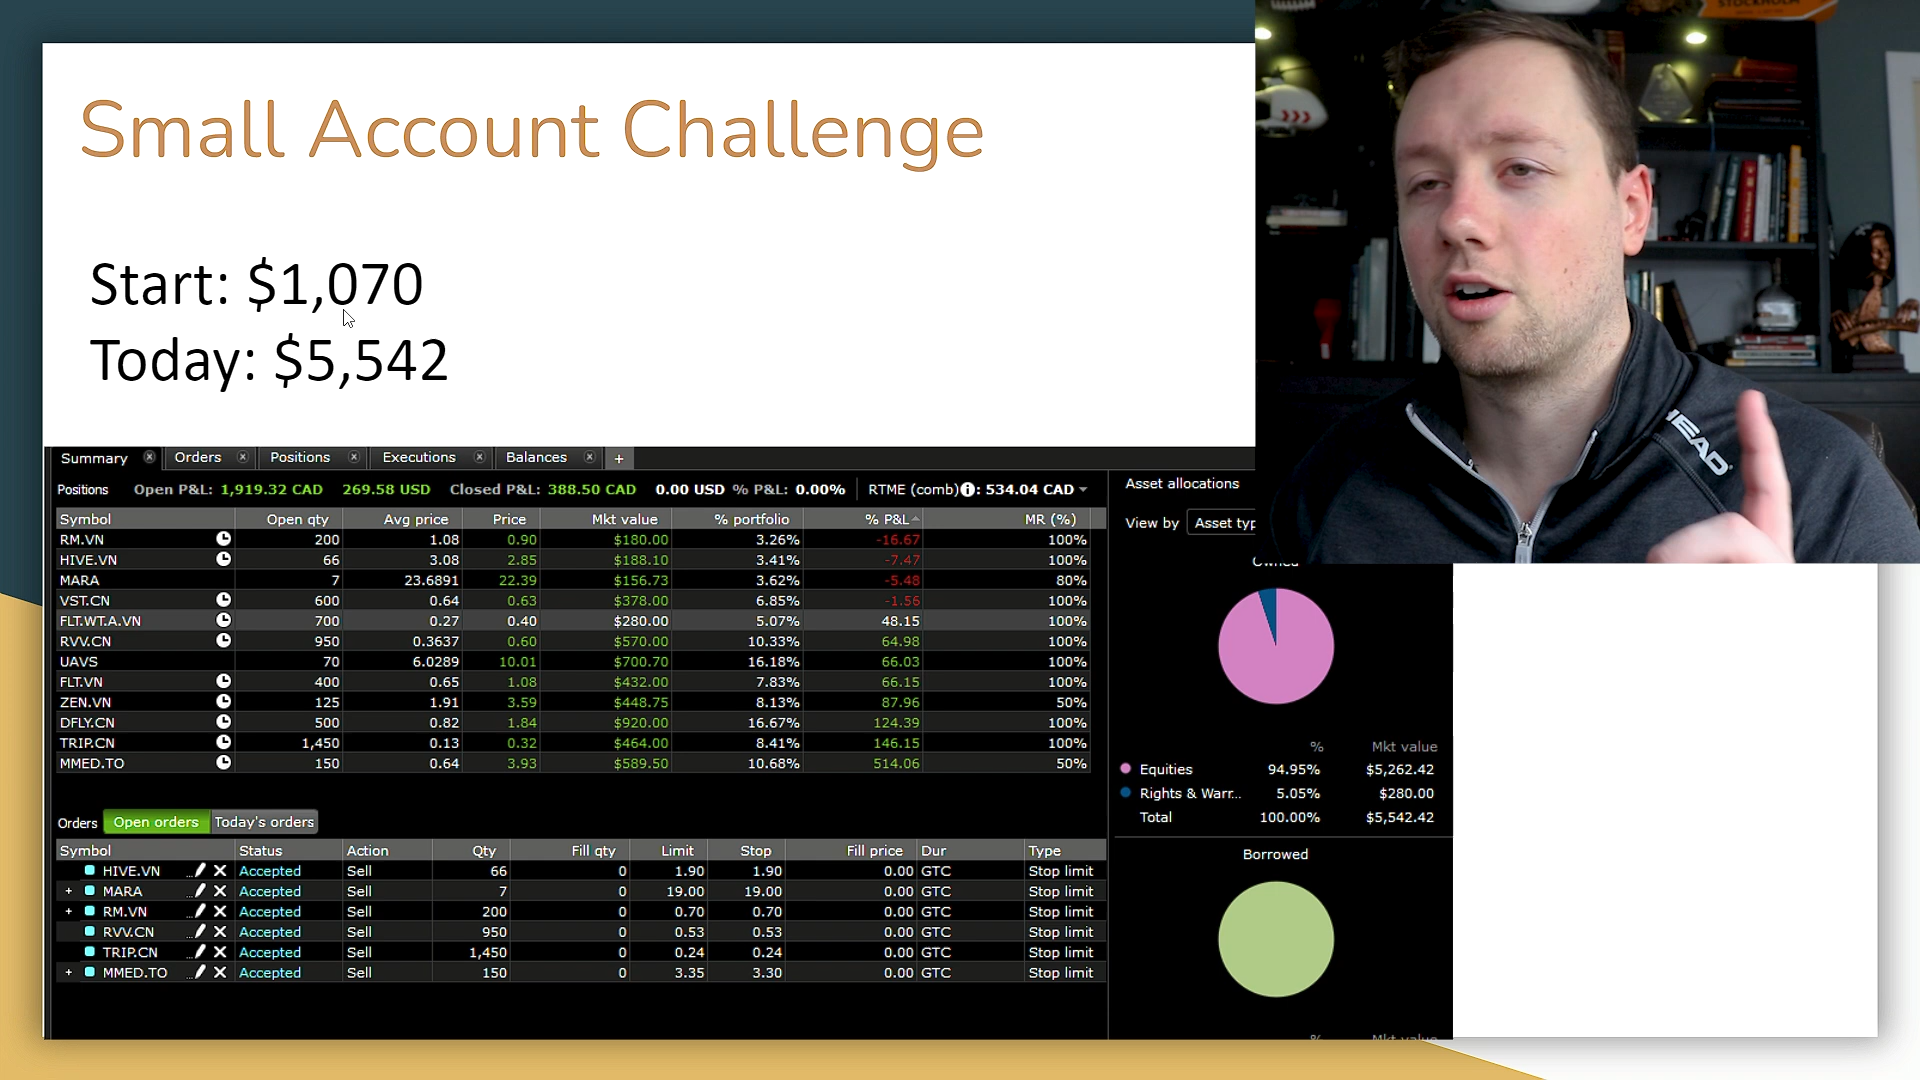 STOCKHOLM
Small Account Challenge
Start: $1,070
Today: $5,542
HEAD
Summary Orders Positions Executions Balances +
Positions Open P&L: 1,919.32 CAD 269.58 USD Closed P&L: 388.50 CAD 0.00 USD % P&L: 0.00% RTME (comb) i: 534.04 CAD
Symbol Open qty Avg price Price Mkt value % portfolio % P&L MR (%)
RM.VN 200 1.08 0.90 $180.00 3.26% -16.67 100%
HIVE.VN 66 3.08 2.85 $188.10 3.41% -7.47 100%
MARA 7 23.6891 22.39 $156.73 3.62% -5.48 80%
VST.CN 600 0.64 0.63 $378.00 6.85% -1.56 100%
FLT.WT.A.VN 700 0.27 0.40 $280.00 5.07% 48.15 100%
RVV.CN 950 0.3637 0.60 $570.00 10.33% 64.98 100%
UAVS 70 6.0289 10.01 $700.70 16.18% 66.03 100%
FLT.VN 400 0.65 1.08 $432.00 7.83% 66.15 100%
ZEN.VN 125 1.91 3.59 $448.75 8.13% 87.96 50%
DFLY.CN 500 0.82 1.84 $920.00 16.67% 124.39 100%
TRIP.CN 1,450 0.13 0.32 $464.00 8.41% 146.15 100%
MMED.TO 150 0.64 3.93 $589.50 10.68% 514.06 50%
Orders Open orders Today's orders
Symbol Status Action Qty Fill qty Limit Stop Fill price Dur Type
HIVE.VN ... Accepted Sell 66 0 1.90 1.90 0.00 GTC Stop limit
+ MARA ... Accepted Sell 7 0 19.00 19.00 0.00 GTC Stop limit
+ RM.VN ... Accepted Sell 200 0 0.70 0.70 0.00 GTC Stop limit
RVV.CN ... Accepted Sell 950 0 0.53 0.53 0.00 GTC Stop limit
TRIP.CN ... Accepted Sell 1,450 0 0.24 0.24 0.00 GTC Stop limit
+ MMED.TO ... Accepted Sell 150 0 3.35 3.30 0.00 GTC Stop limit
Asset allocations
View by Asset typ
Owned
% Mkt value
Equities 94.95% $5,262.42
Rights & Warr... 5.05% $280.00
Total 100.00% $5,542.42
Borrowed
% Mkt value